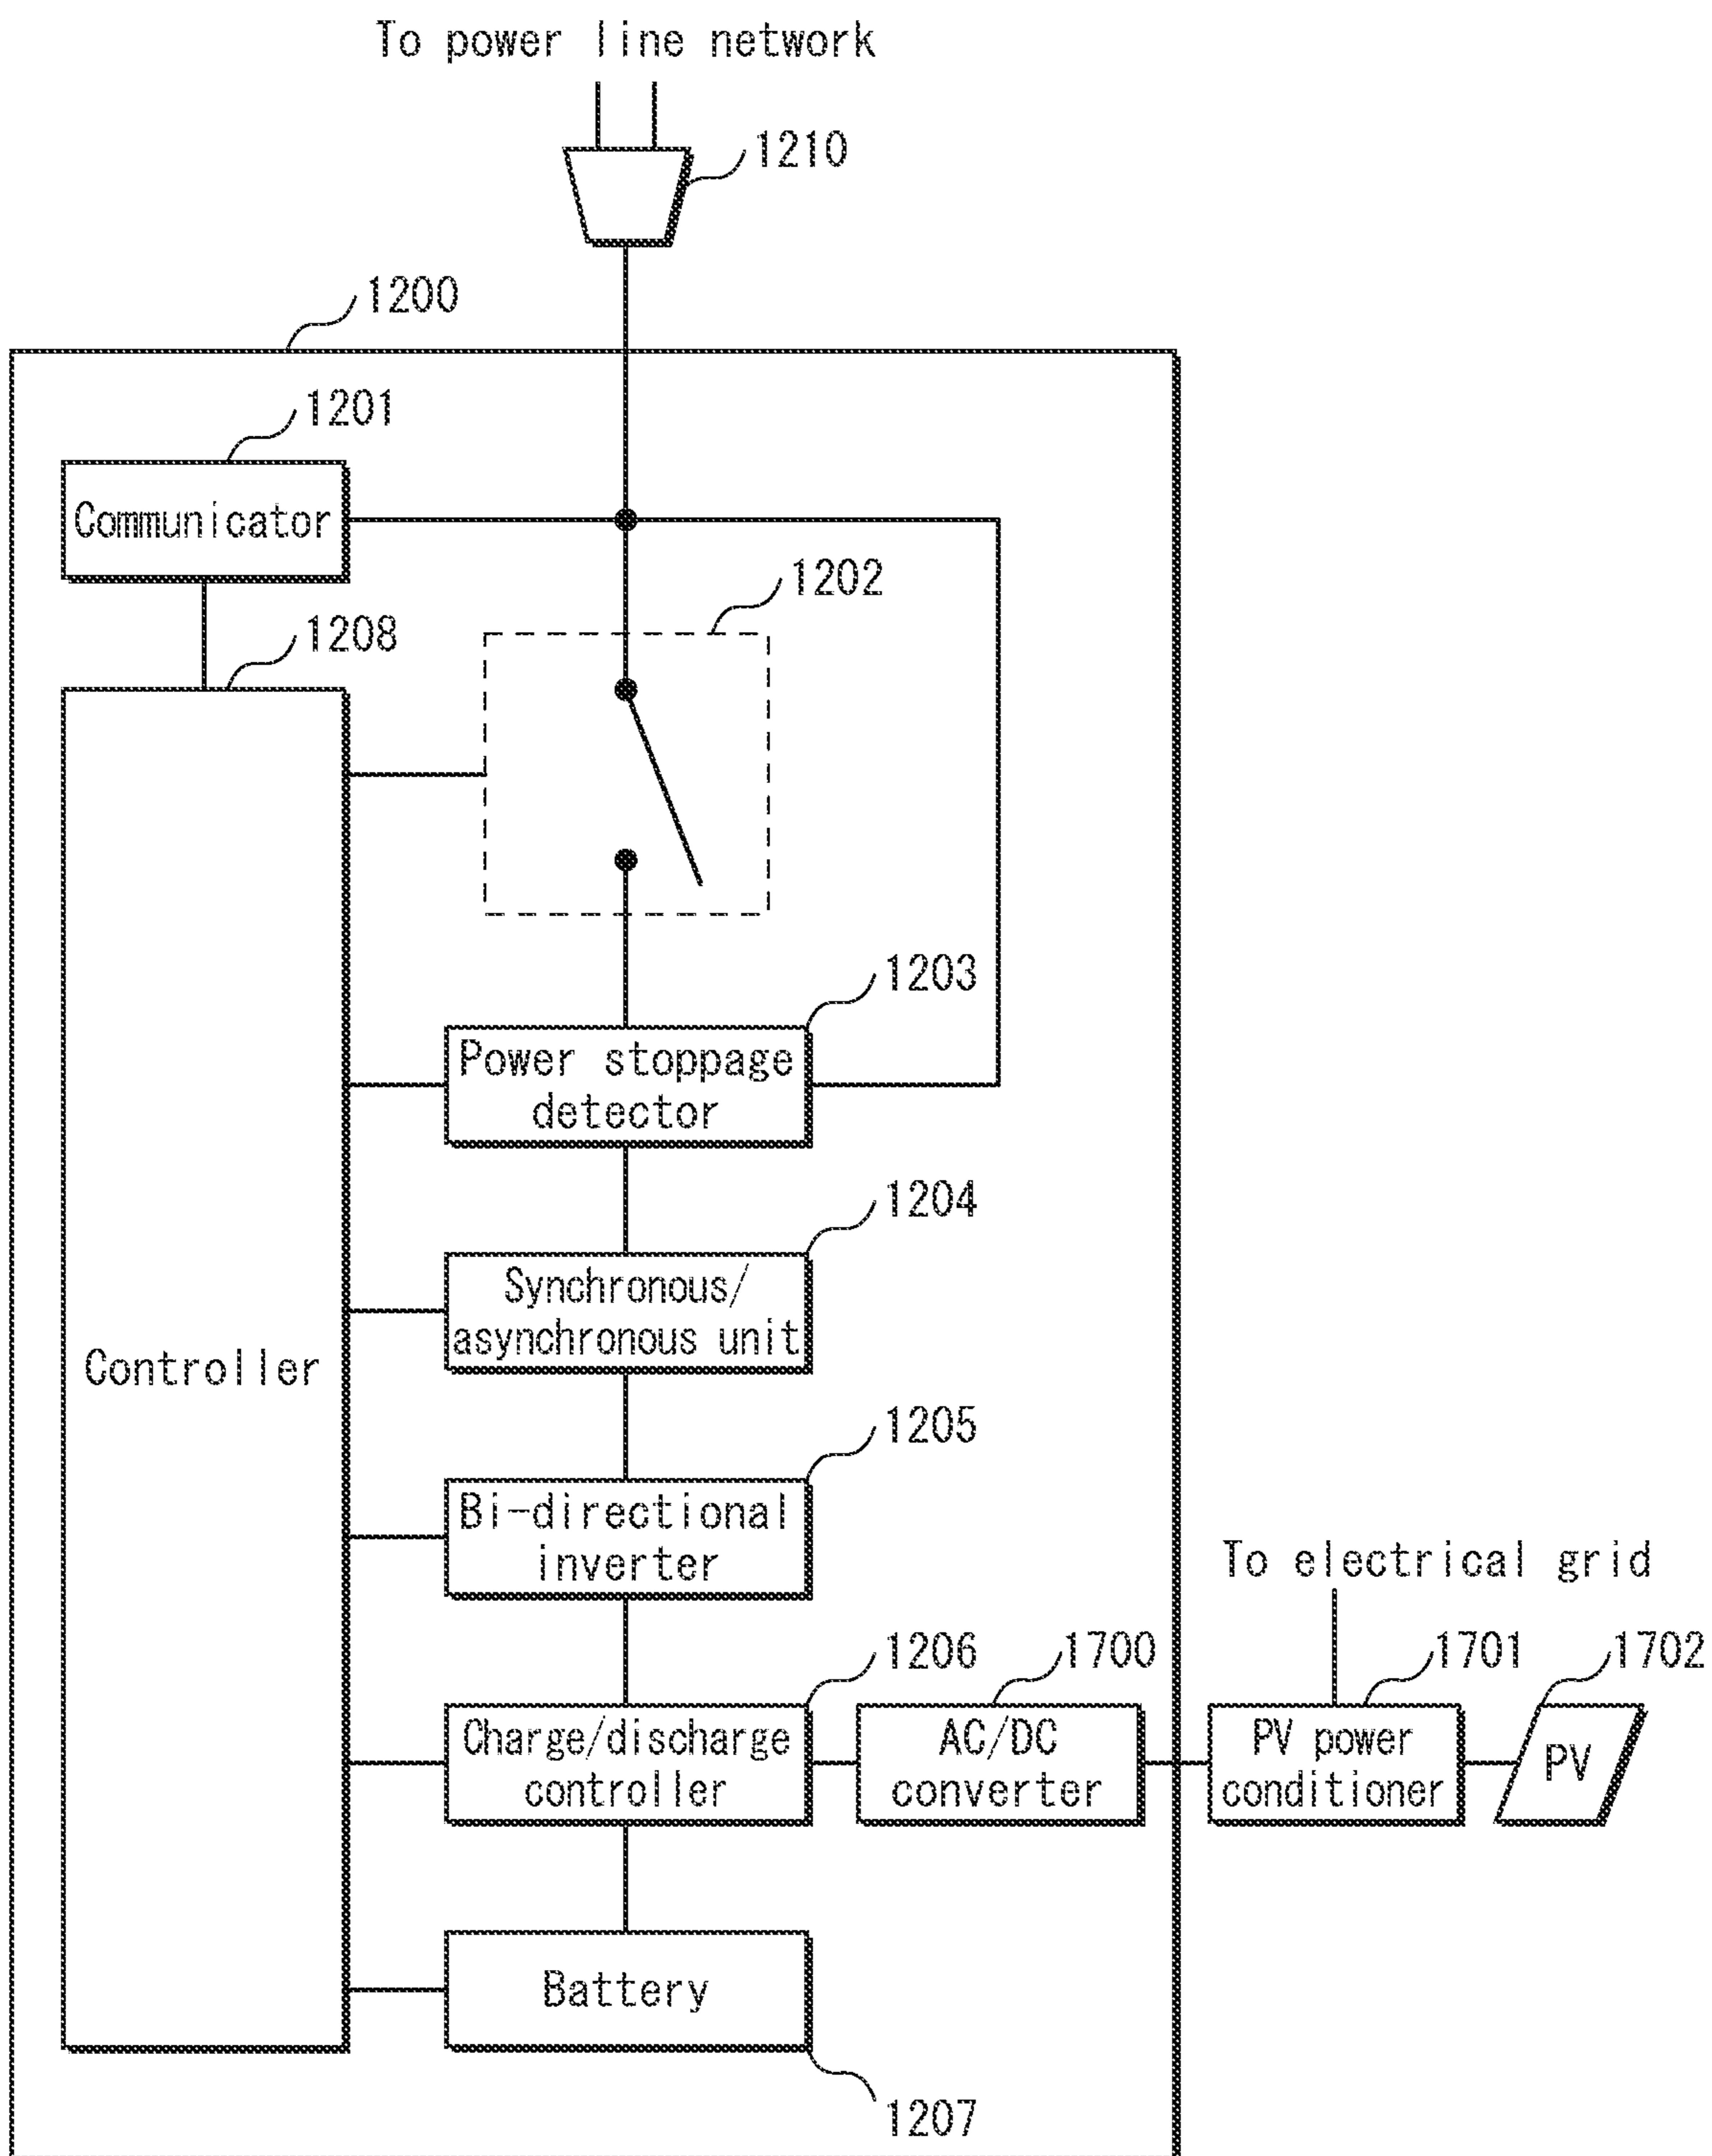 To power line network
1210
1200
1201
Communicator
1202
1208
1203
Power stoppage
detector
1204
Synchronous/
asynchronous unit
Controller
1205
Bi-directional
inverter
To electrical grid
1206
1700
1701
1702
Charge/discharge
controller
AC/DC
converter
PV power
conditioner
PV
Battery
1207